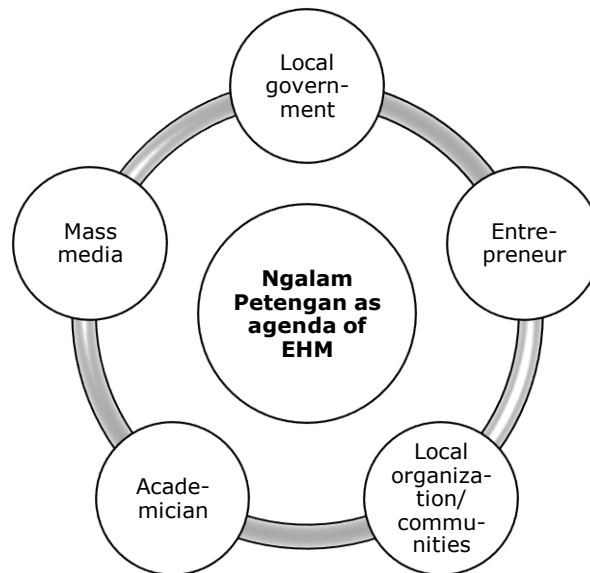 Local
govern-
ment
Entre-
preneur
Local
organiza-
tion/
commu-
nities
Acade-
mician
Mass
media
Ngalam
Petengan as
agenda of
EHM